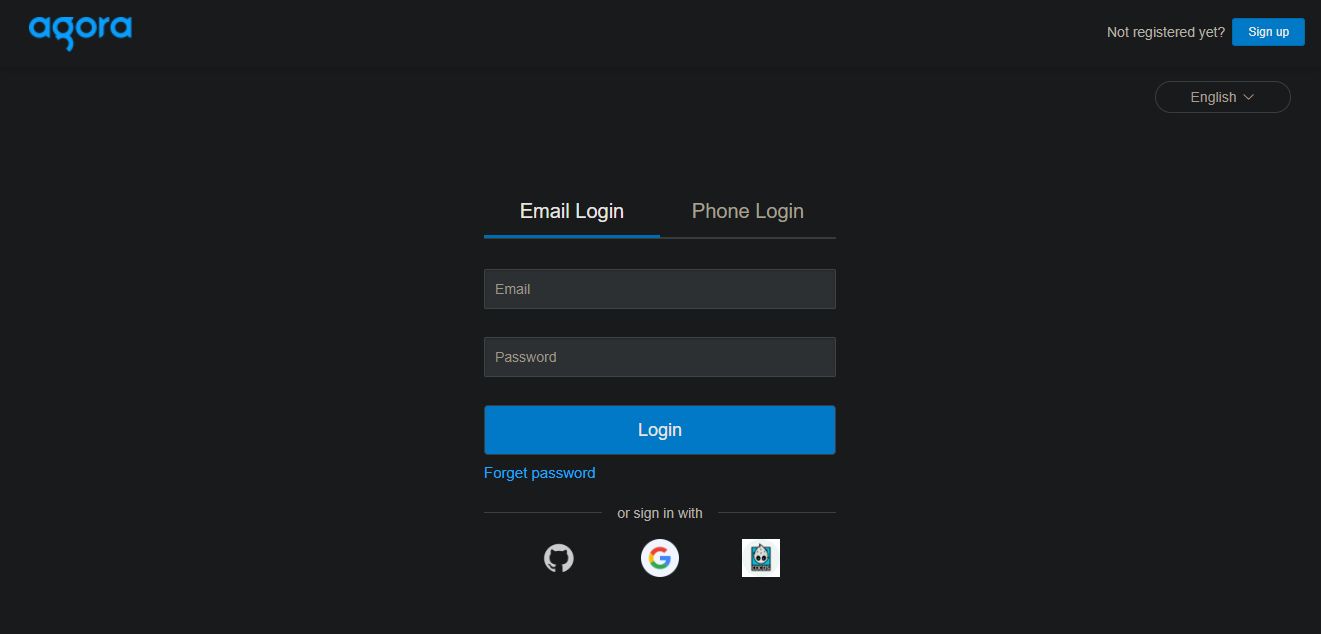 agora
Not registered yet? Sign up
English
Email Login Phone Login
Email
Password
Login
Forget password
or sign in with
COCOS